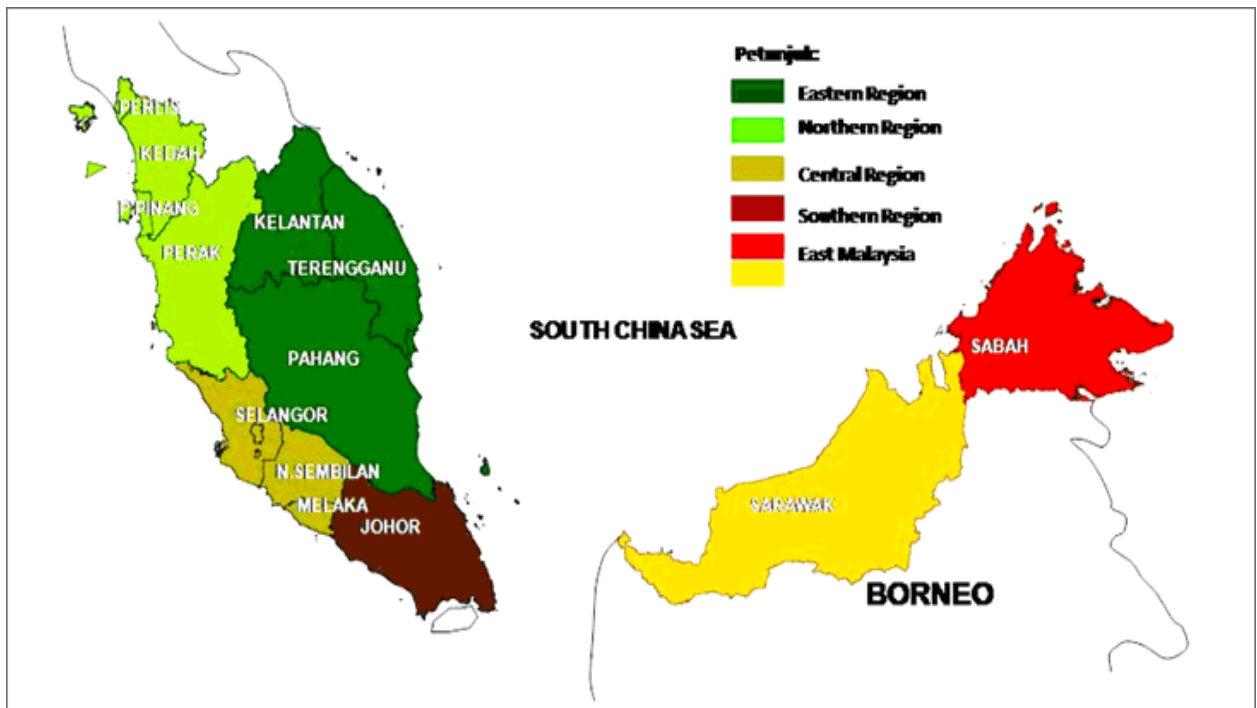 Petunjuk:
Eastern Region
Northern Region
Central Region
Southern Region
East Malaysia
PERLIS
KEDAH
P.PINANG
PERAK
KELANTAN
TERENGGANU
PAHANG
SELANGOR
N.SEMBILAN
MELAKA
JOHOR
SOUTH CHINA SEA
SABAH
SARAWAK
BORNEO